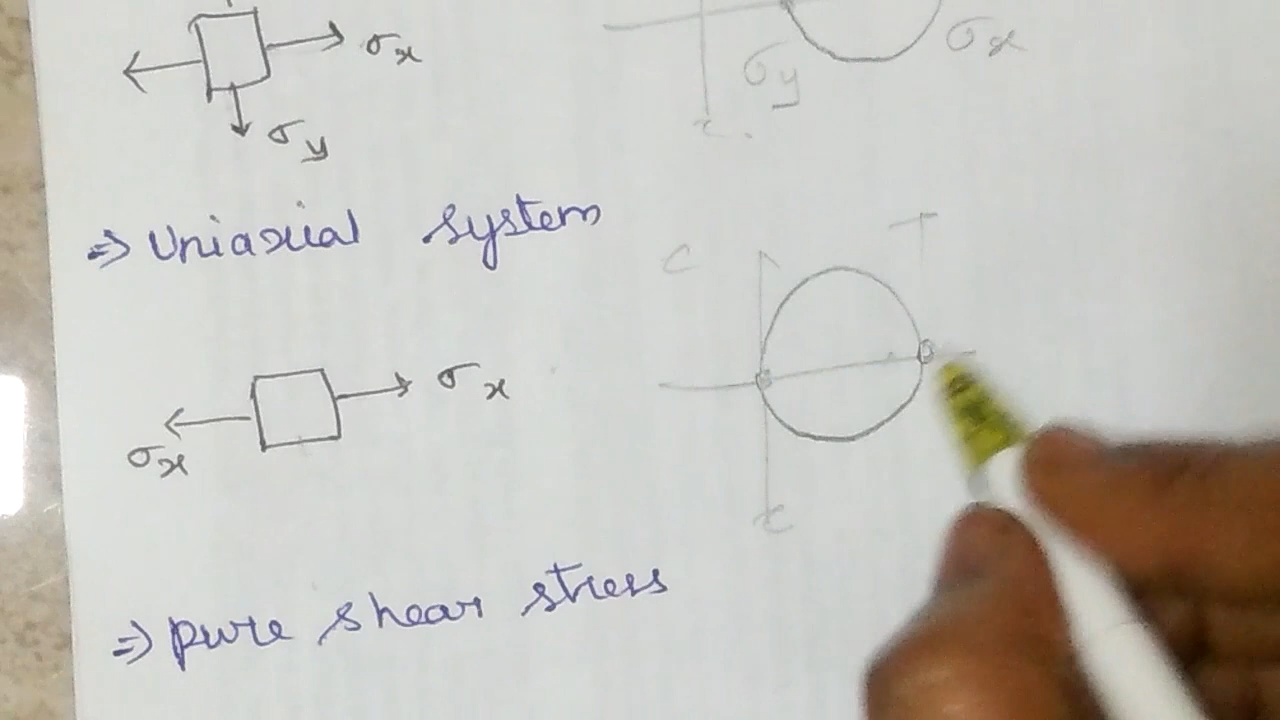 σx
σx
σy
σy
τ
⇒ Uniaxial system
T
C
σx
σx
τ
⇒ pure shear stress